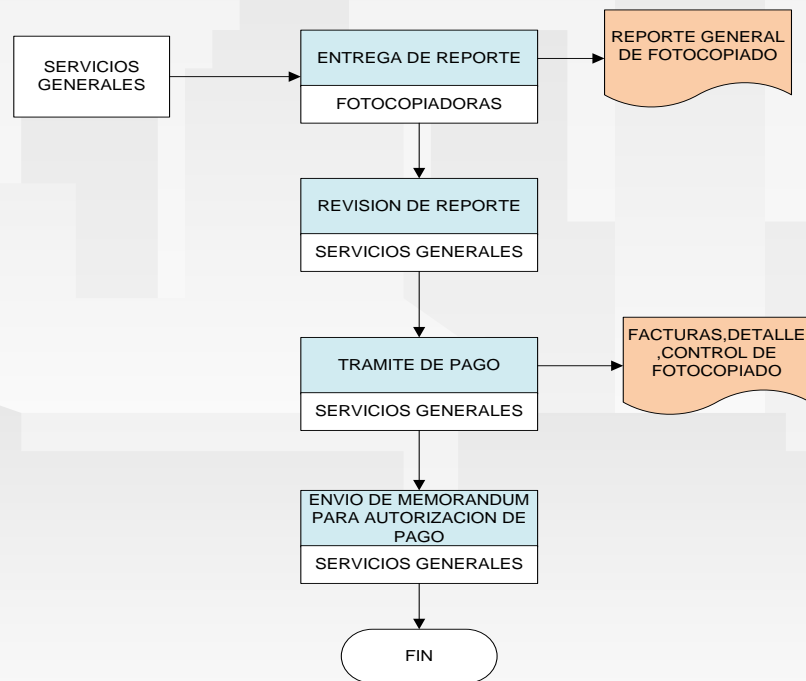 SERVICIOS
GENERALES
ENTREGA DE REPORTE
FOTOCOPIADORAS
REPORTE GENERAL
DE FOTOCOPIADO
REVISION DE REPORTE
SERVICIOS GENERALES
TRAMITE DE PAGO
SERVICIOS GENERALES
FACTURAS,DETALLE
,CONTROL DE
FOTOCOPIADO
ENVIO DE MEMORANDUM
PARA AUTORIZACION DE
PAGO
SERVICIOS GENERALES
FIN